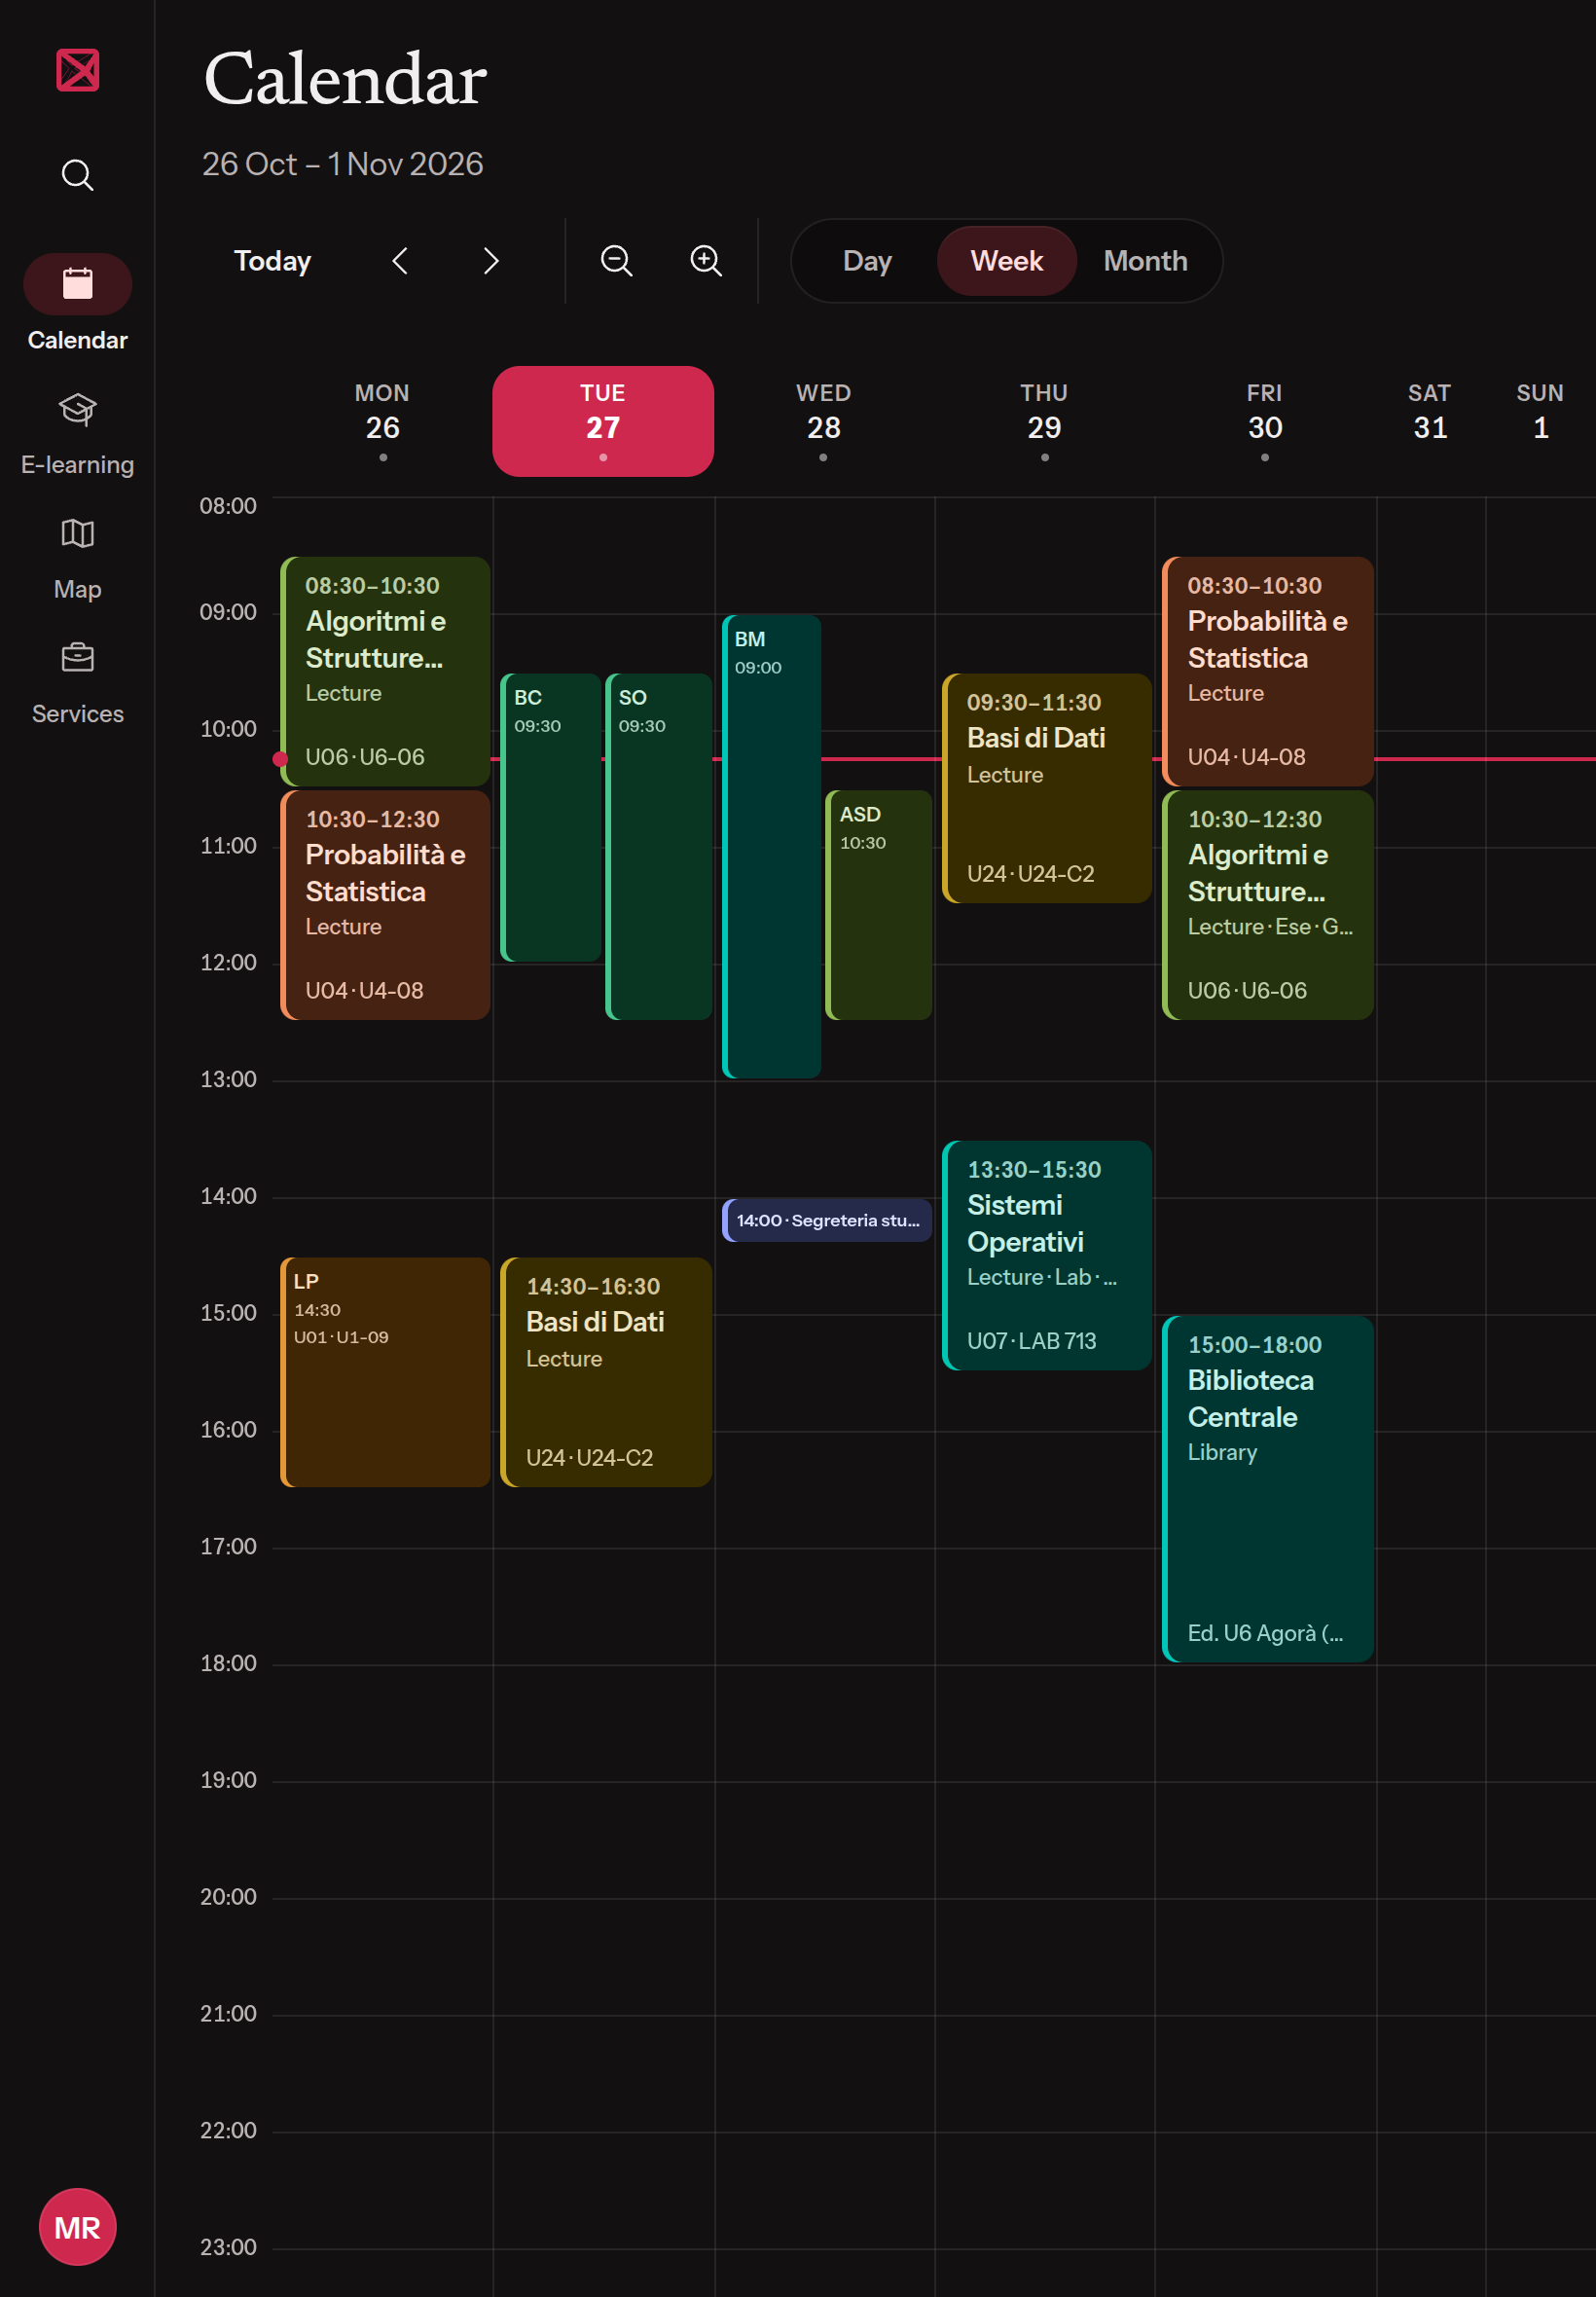 Calendar
26 Oct – 1 Nov 2026
Today
Day
Week
Month
Calendar
E-learning
Map
Services
MR
MON
26
TUE
27
WED
28
THU
29
FRI
30
SAT
31
SUN
1
08:00
09:00
10:00
11:00
12:00
13:00
14:00
15:00
16:00
17:00
18:00
19:00
20:00
21:00
22:00
23:00
08:30–10:30
Algoritmi e
Strutture...
Lecture
U06·U6-06
10:30–12:30
Probabilità e
Statistica
Lecture
U04·U4-08
LP
14:30
U01·U1-09
BC
09:30
SO
09:30
14:30–16:30
Basi di Dati
Lecture
U24·U24-C2
BM
09:00
ASD
10:30
14:00·Segreteria stu...
09:30–11:30
Basi di Dati
Lecture
U24·U24-C2
13:30–15:30
Sistemi
Operativi
Lecture·Lab·...
U07·LAB 713
08:30–10:30
Probabilità e
Statistica
Lecture
U04·U4-08
10:30–12:30
Algoritmi e
Strutture...
Lecture·Ese·G...
U06·U6-06
15:00–18:00
Biblioteca
Centrale
Library
Ed. U6 Agorà (...